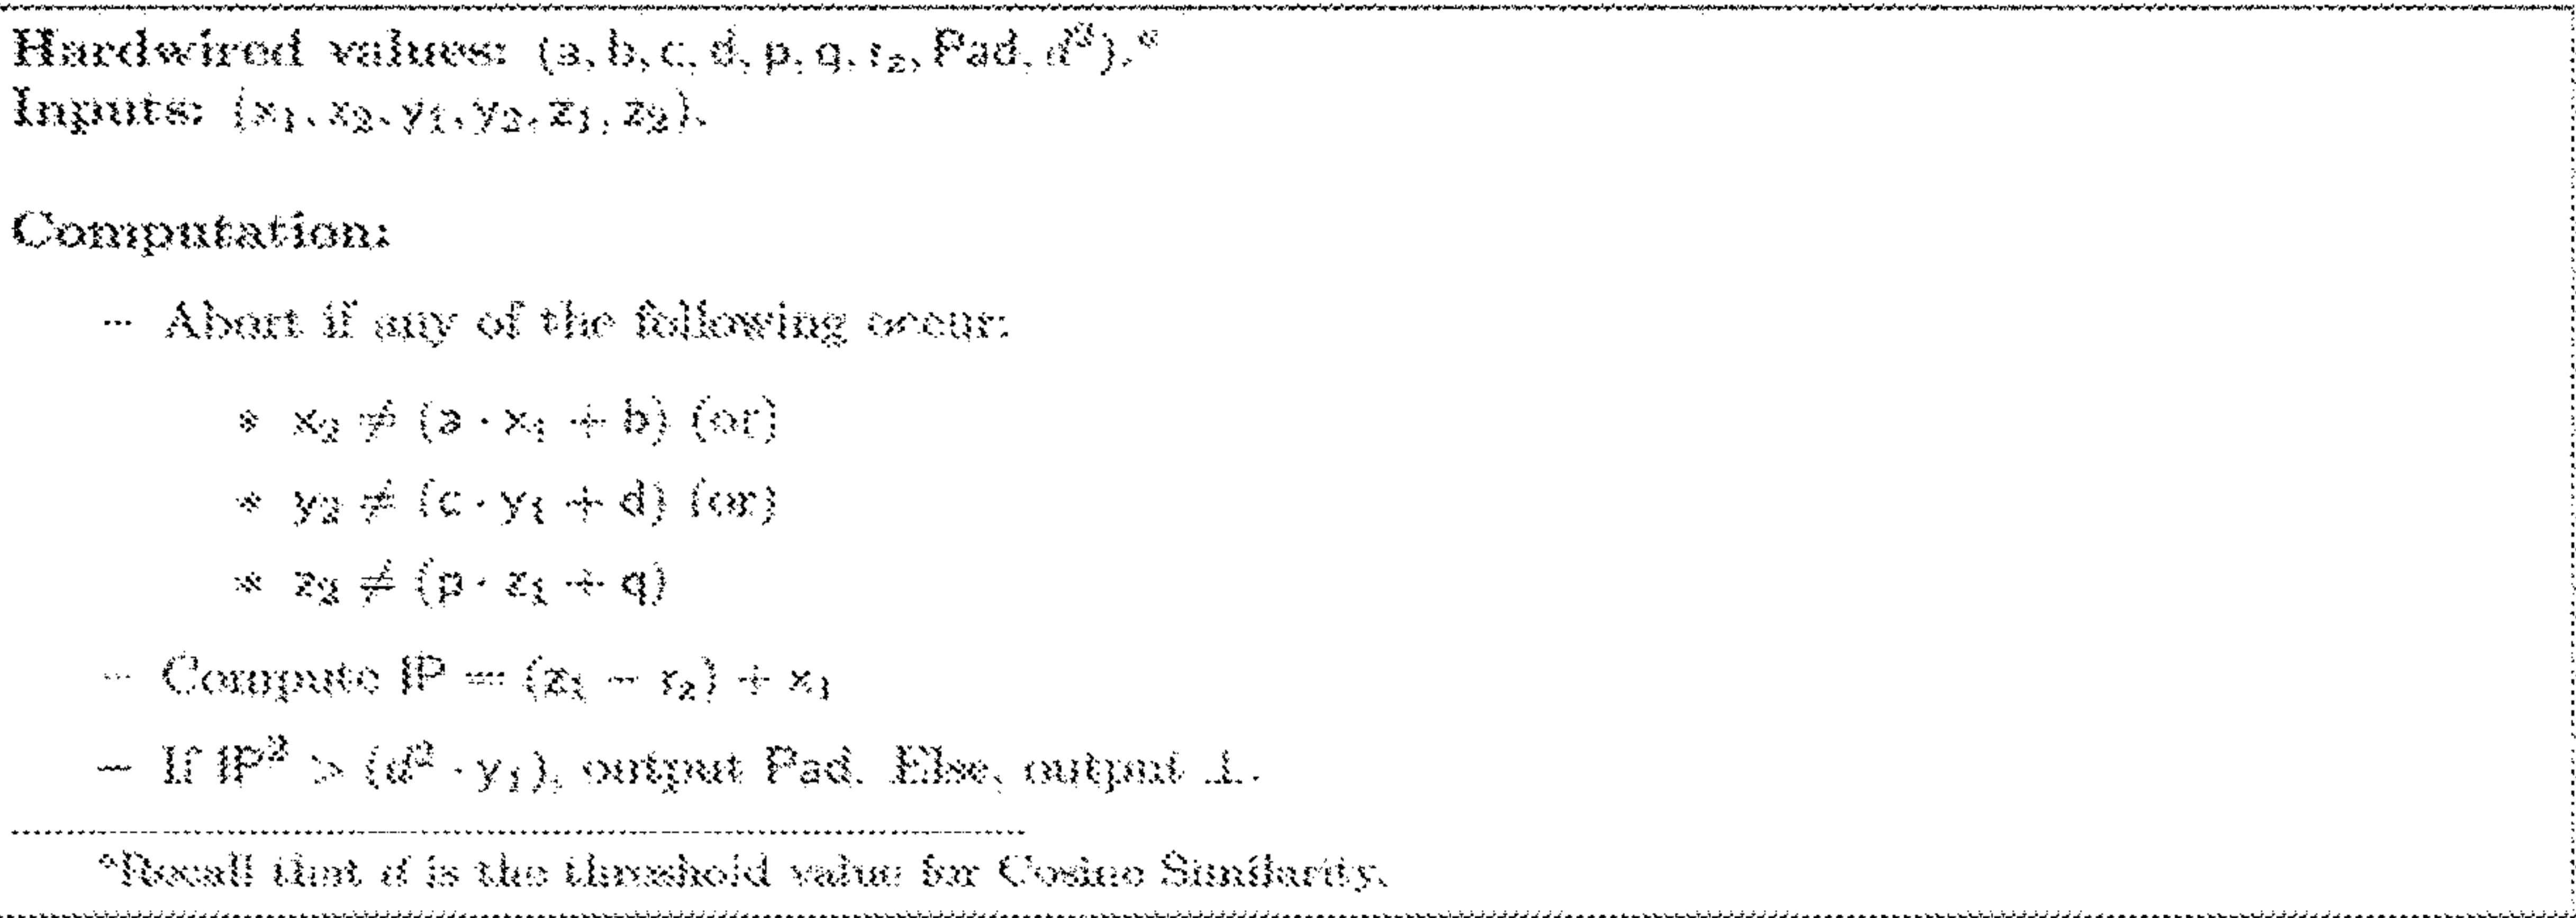 Hardwired values: (a, b, c, d, p, q, r₂, Pad, d²).ᵃ
Inputs: (x₁, x₂, y₁, y₂, z₁, z₂).
Computation:
– Abort if any of the following occur:
* x₂ ≠ (a · x₁ + b) (or)
* y₂ ≠ (c · y₁ + d) (or)
* z₂ ≠ (p · z₁ + q)
– Compute IP = (z₁ − r₂) + x₁
– If IP² > (d² · y₁), output Pad. Else, output ⊥.
ᵃRecall that d is the threshold value for Cosine Similarity.